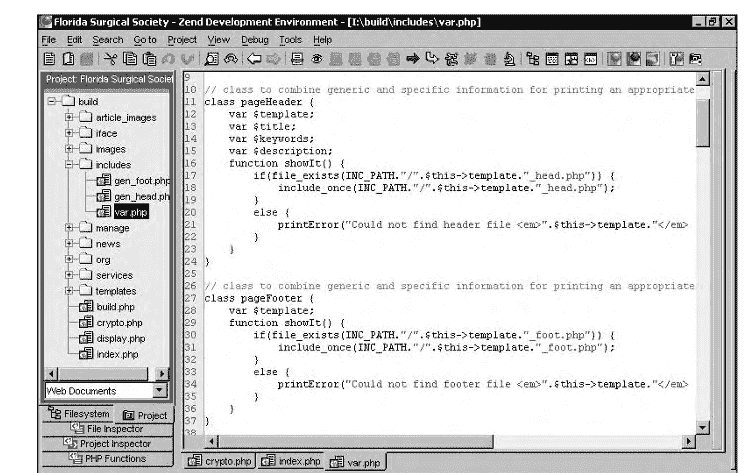 Florida Surgical Society - Zend Development Environment - [I:\build\includes\var.php]
File Edit Search Go to Project View Debug Tools Help
Project: Florida Surgical Societ
build
article_images
iface
images
includes
gen_foot.php
gen_head.ph
var.php
manage
news
org
services
templates
build.php
crypto.php
display.php
index.php
Web Documents
Filesystem Project
File Inspector
Project Inspector
PHP Functions
9
10 // class to combine generic and specific information for printing an appropriate
11 class pageHeader {
12     var $template;
13     var $title;
14     var $keywords;
15     var $description;
16     function showIt() {
17         if(file_exists(INC_PATH."/".$this->template."_head.php")) {
18             include_once(INC_PATH."/".$this->template."_head.php");
19         }
20         else {
21             printError("Could not find header file <em>".$this->template."</em>
22         }
23     }
24 }
25
26 // class to combine generic and specific information for printing an appropriate
27 class pageFooter {
28     var $template;
29     function showIt() {
30         if(file_exists(INC_PATH."/".$this->template."_foot.php")) {
31             include_once(INC_PATH."/".$this->template."_foot.php");
32         }
33         else {
34             printError("Could not find footer file <em>".$this->template."</em>
35         }
36     }
37 }
38
crypto.php index.php var.php